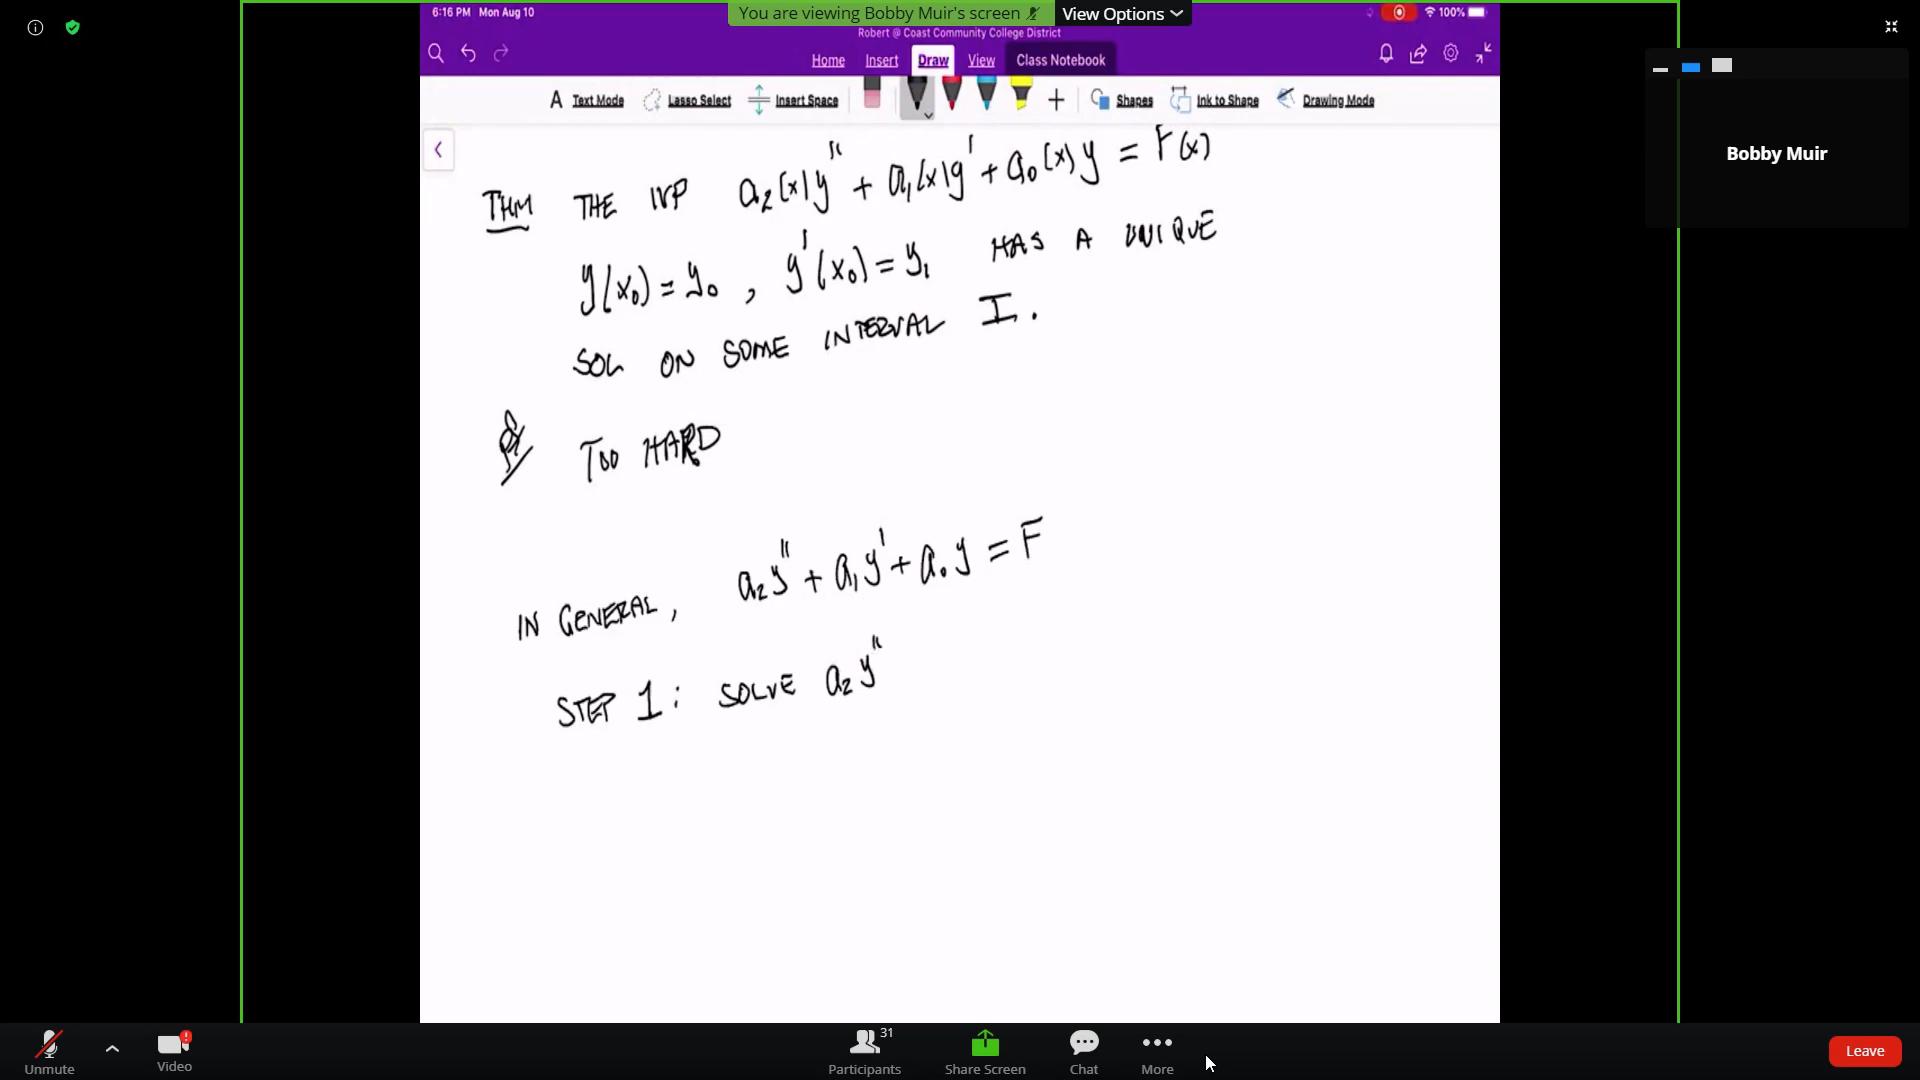 6:16 PM Mon Aug 10
You are viewing Bobby Muir's screen
View Options
100%
Robert @ Coast Community College District
Home Insert Draw View Class Notebook
A Text Mode Lasso Select Insert Space Shapes Ink to Shape Drawing Mode
Bobby Muir
THM THE IVP a₂(x)y'' + a₁(x)y' + a₀(x)y = F(x)
y(x₀) = y₀, y'(x₀) = y₁ HAS A UNIQUE
SOL ON SOME INTERVAL I.
TOO HARD
IN GENERAL, a₂y'' + a₁y' + a₀y = F
STEP 1: SOLVE a₂y''
31
Unmute Video Participants Share Screen Chat More Leave